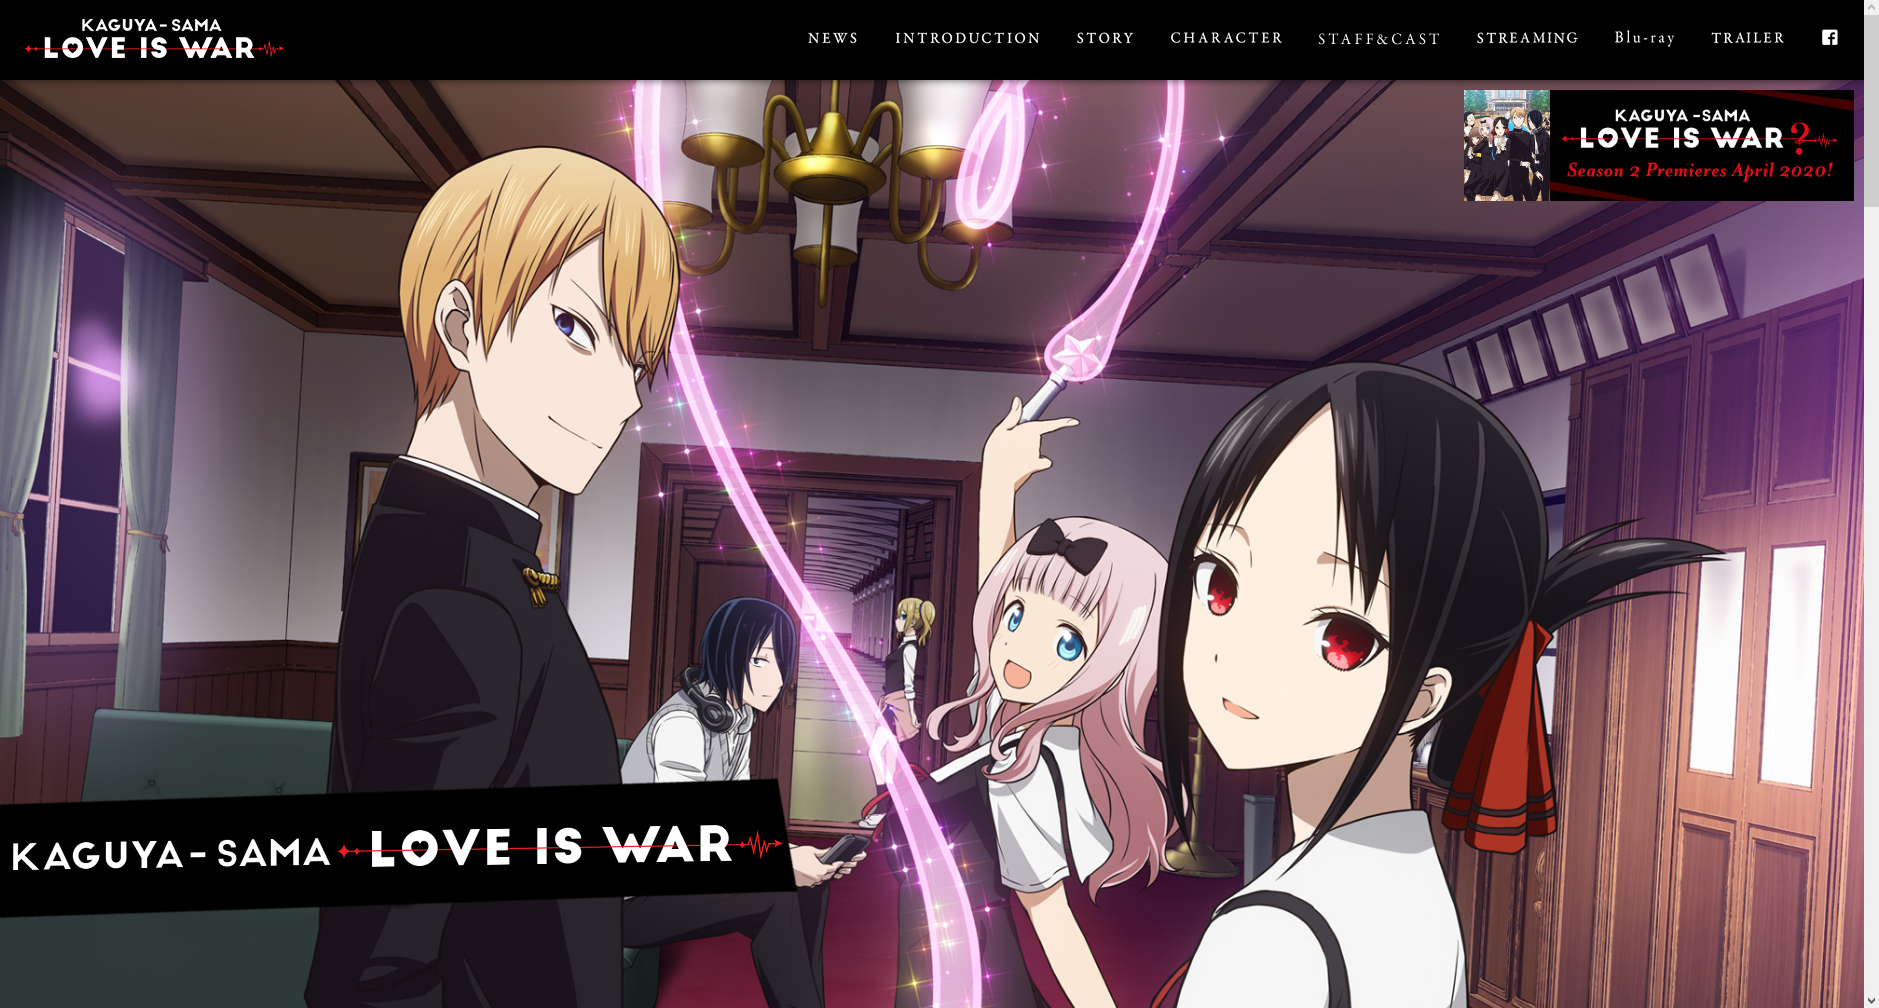 KAGUYA-SAMA
LOVE IS WAR
NEWS
INTRODUCTION
STORY
CHARACTER
STAFF&CAST
STREAMING
Blu-ray
TRAILER
KAGUYA-SAMA
LOVE IS WAR?
Season 2 Premieres April 2020!
KAGUYA-SAMA LOVE IS WAR